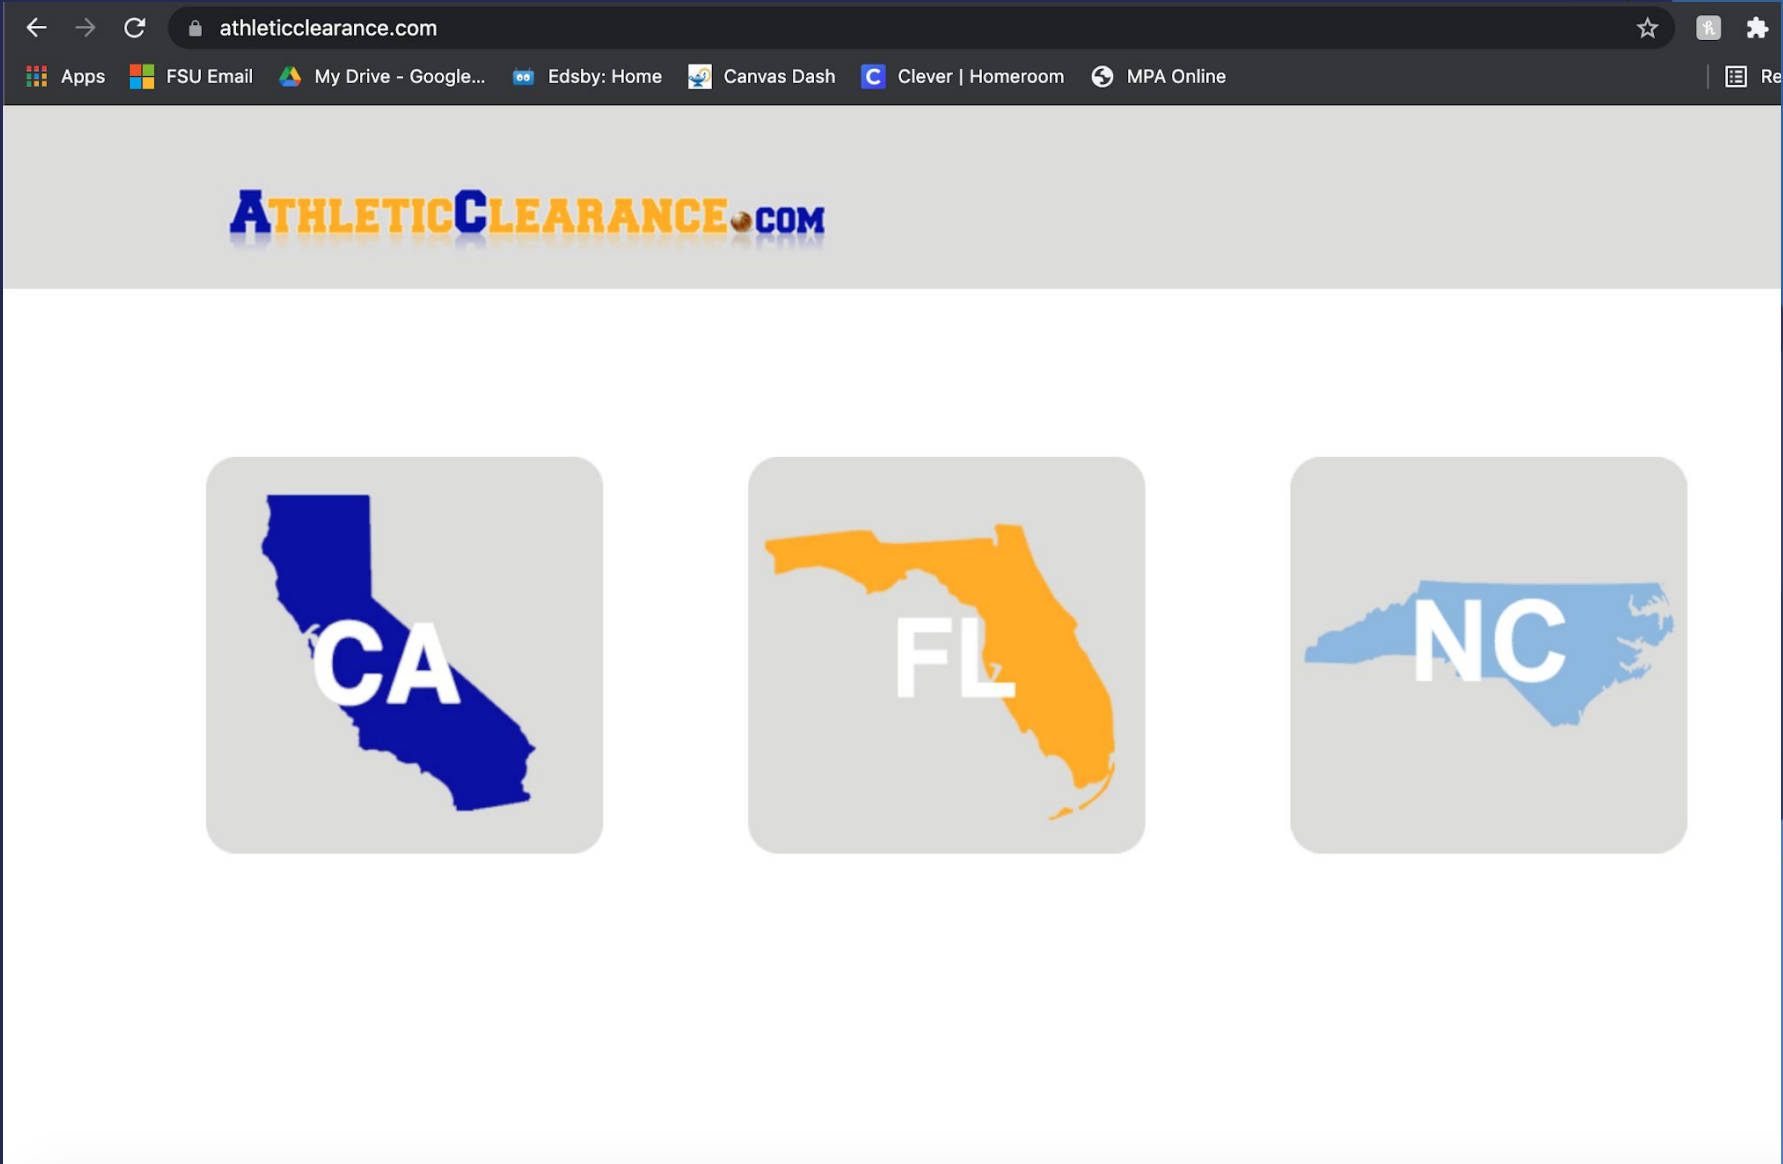 athleticclearance.com
Apps FSU Email My Drive - Google... Edsby: Home Canvas Dash Clever | Homeroom MPA Online Re
ATHLETICCLEARANCE.COM
CA FL NC